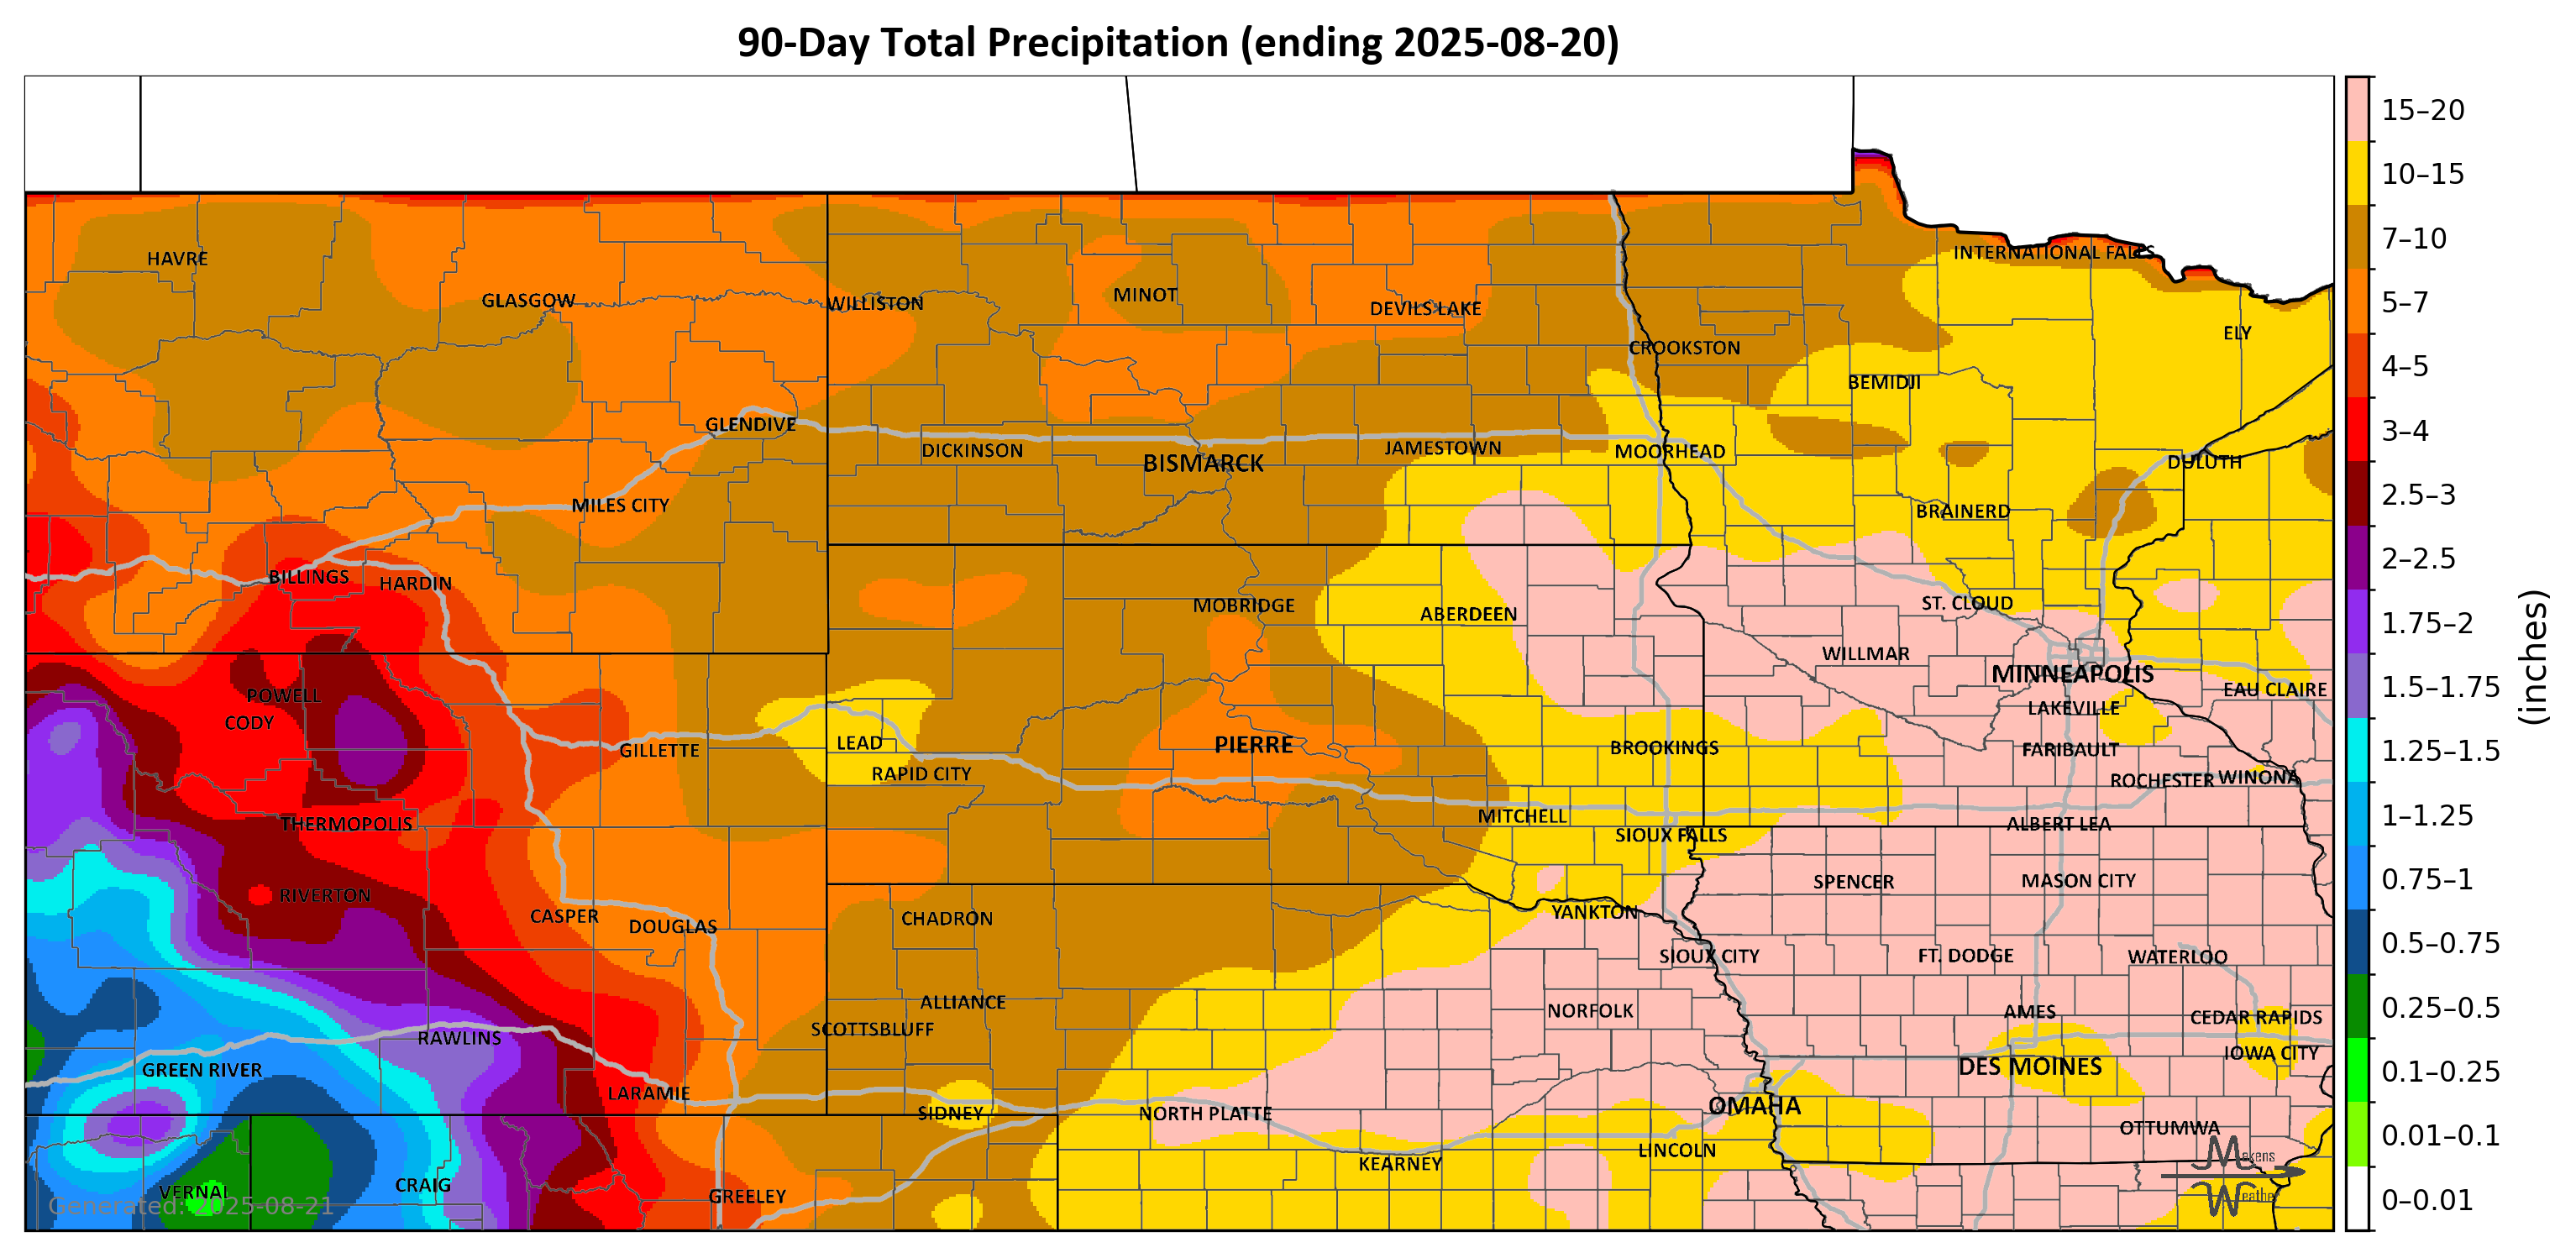 90-Day Total Precipitation (ending 2025-08-20)
15–20
10–15
7–10
5–7
4–5
3–4
2.5–3
2–2.5
1.75–2
1.5–1.75
1.25–1.5
1–1.25
0.75–1
0.5–0.75
0.25–0.5
0.1–0.25
0.01–0.1
0–0.01
(inches)
HAVRE
INTERNATIONAL FALLS
GLASGOW
WILLISTON
MINOT
DEVILS LAKE
ELY
CROOKSTON
BEMIDJI
GLENDIVE
DICKINSON
BISMARCK
JAMESTOWN
MOORHEAD
DULUTH
MILES CITY
BRAINERD
BILLINGS
HARDIN
MOBRIDGE
ABERDEEN
ST. CLOUD
WILLMAR
MINNEAPOLIS
POWELL
EAU CLAIRE
CODY
LAKEVILLE
GILLETTE
LEAD
PIERRE
BROOKINGS
FARIBAULT
RAPID CITY
ROCHESTER
WINONA
THERMOPOLIS
MITCHELL
SIOUX FALLS
ALBERT LEA
RIVERTON
SPENCER
MASON CITY
CASPER
DOUGLAS
CHADRON
YANKTON
SIOUX CITY
FT. DODGE
WATERLOO
ALLIANCE
NORFOLK
AMES
CEDAR RAPIDS
SCOTTSBLUFF
RAWLINS
GREEN RIVER
DES MOINES
IOWA CITY
LARAMIE
SIDNEY
NORTH PLATTE
OMAHA
OTTUMWA
LINCOLN
KEARNEY
VERNAL
CRAIG
GREELEY
Generated: 2025-08-21
Makens
Weather